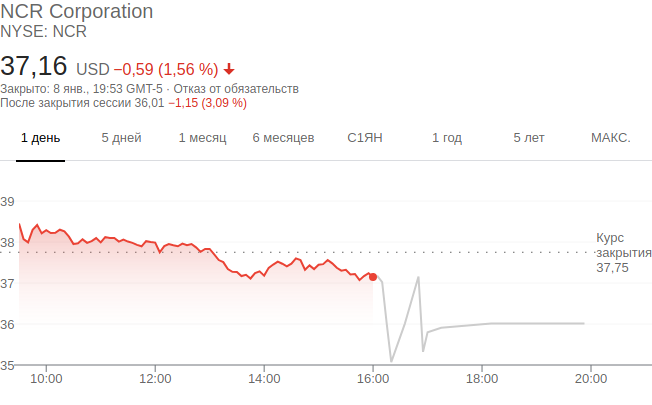 NCR Corporation
NYSE: NCR
37,16 USD −0,59 (1,56 %)
Закрыто: 8 янв., 19:53 GMT-5 · Отказ от обязательств
После закрытия сессии 36,01 −1,15 (3,09 %)
1 день 5 дней 1 месяц 6 месяцев С1ЯН 1 год 5 лет МАКС.
39
38
37
36
35
Курс
закрытия
37,75
10:00 12:00 14:00 16:00 18:00 20:00